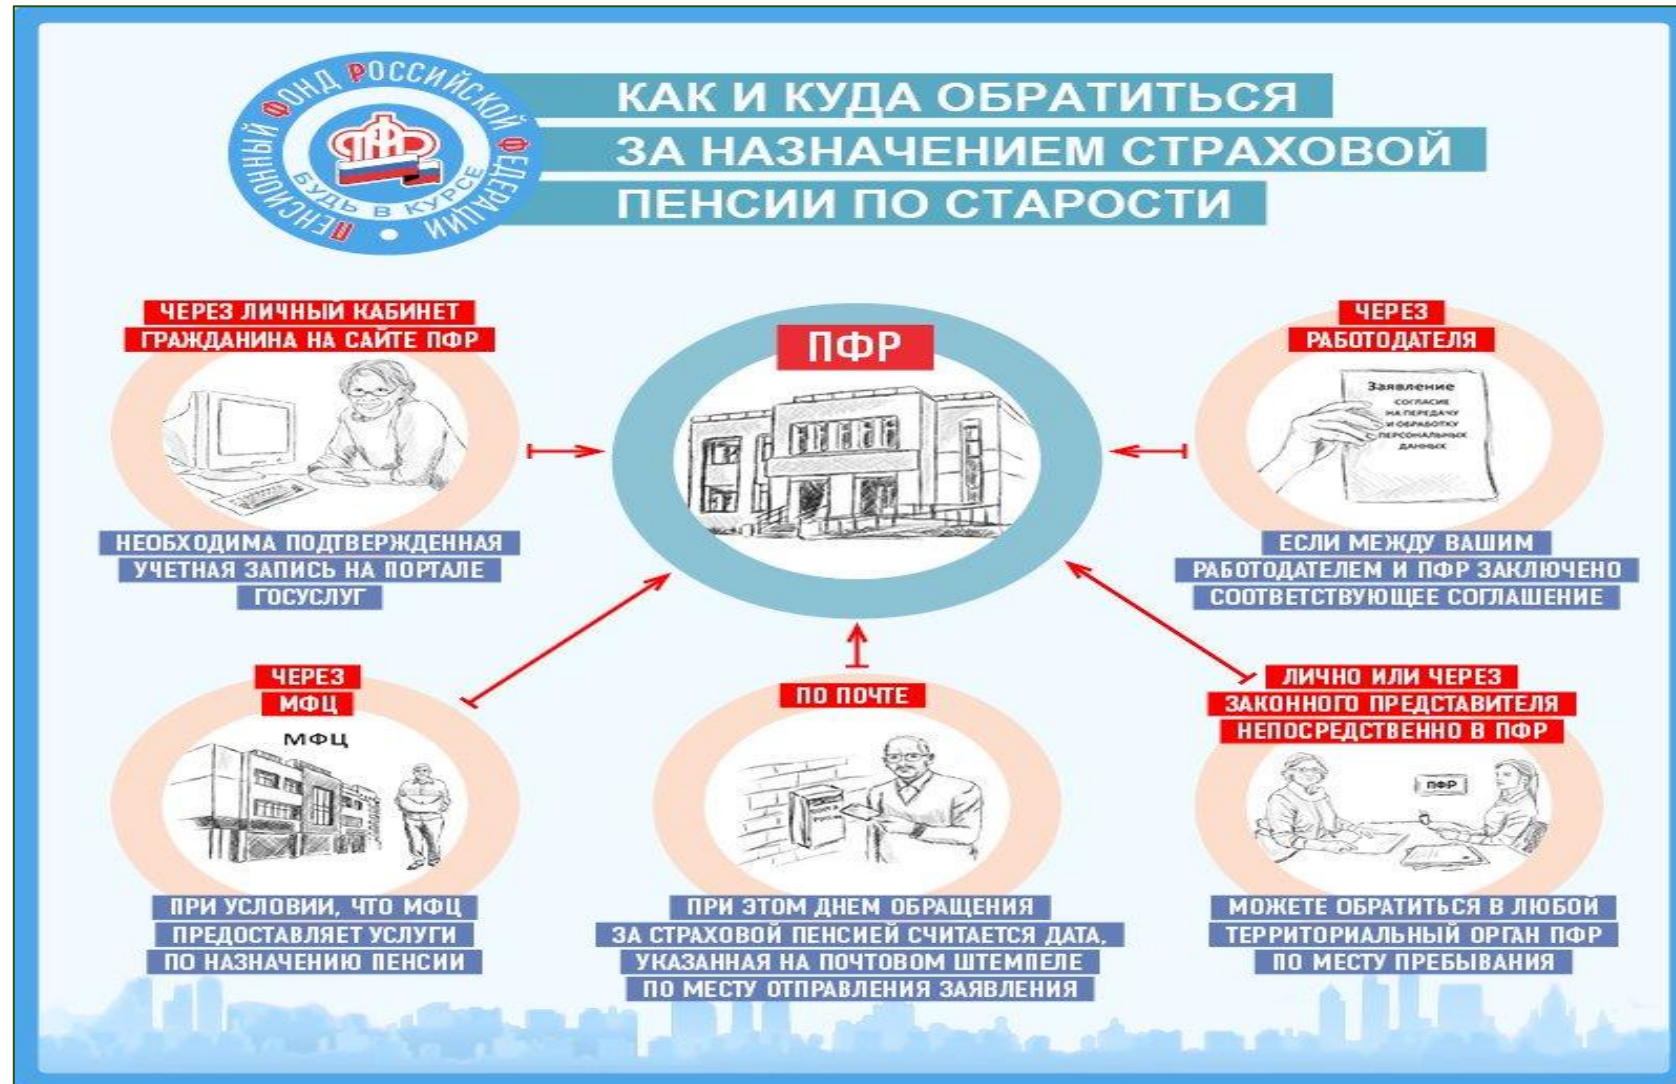 ПЕНСИОННЫЙ ФОНД РОССИЙСКОЙ ФЕДЕРАЦИИ
ПФР
БУДЬ В КУРСЕ
КАК И КУДА ОБРАТИТЬСЯ
ЗА НАЗНАЧЕНИЕМ СТРАХОВОЙ
ПЕНСИИ ПО СТАРОСТИ
ЧЕРЕЗ ЛИЧНЫЙ КАБИНЕТ
ГРАЖДАНИНА НА САЙТЕ ПФР
НЕОБХОДИМА ПОДТВЕРЖДЕННАЯ
УЧЕТНАЯ ЗАПИСЬ НА ПОРТАЛЕ
ГОСУСЛУГ
ПФР
ЧЕРЕЗ
РАБОТОДАТЕЛЯ
Заявление
СОГЛАСИЕ
НА ПЕРЕДАЧУ
И ОБРАБОТКУ
ПЕРСОНАЛЬНЫХ
ДАННЫХ
ЕСЛИ МЕЖДУ ВАШИМ
РАБОТОДАТЕЛЕМ И ПФР ЗАКЛЮЧЕНО
СООТВЕТСТВУЮЩЕЕ СОГЛАШЕНИЕ
ЧЕРЕЗ
МФЦ
МФЦ
ПРИ УСЛОВИИ, ЧТО МФЦ
ПРЕДОСТАВЛЯЕТ УСЛУГИ
ПО НАЗНАЧЕНИЮ ПЕНСИИ
ПО ПОЧТЕ
ПРИ ЭТОМ ДНЕМ ОБРАЩЕНИЯ
ЗА СТРАХОВОЙ ПЕНСИЕЙ СЧИТАЕТСЯ ДАТА,
УКАЗАННАЯ НА ПОЧТОВОМ ШТЕМПЕЛЕ
ПО МЕСТУ ОТПРАВЛЕНИЯ ЗАЯВЛЕНИЯ
ЛИЧНО ИЛИ ЧЕРЕЗ
ЗАКОННОГО ПРЕДСТАВИТЕЛЯ
НЕПОСРЕДСТВЕННО В ПФР
ПФР
МОЖЕТЕ ОБРАТИТЬСЯ В ЛЮБОЙ
ТЕРРИТОРИАЛЬНЫЙ ОРГАН ПФР
ПО МЕСТУ ПРЕБЫВАНИЯ